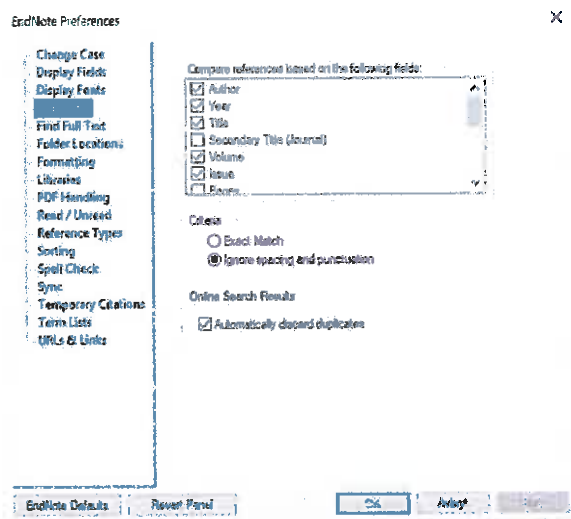 EndNote Preferences
Change Case
Display Fields
Display Fonts
Find Full Text
Folder Locations
Formatting
Libraries
PDF Handling
Read / Unread
Reference Types
Sorting
Spell Check
Sync
Temporary Citations
Term Lists
URLs & Links
Compare references based on the following fields:
Author
Year
Title
Secondary Title (Journal)
Volume
Issue
Pages
Criteria
Exact Match
Ignore spacing and punctuation
Online Search Results
Automatically discard duplicates
EndNote Defaults
Revert Panel
OK